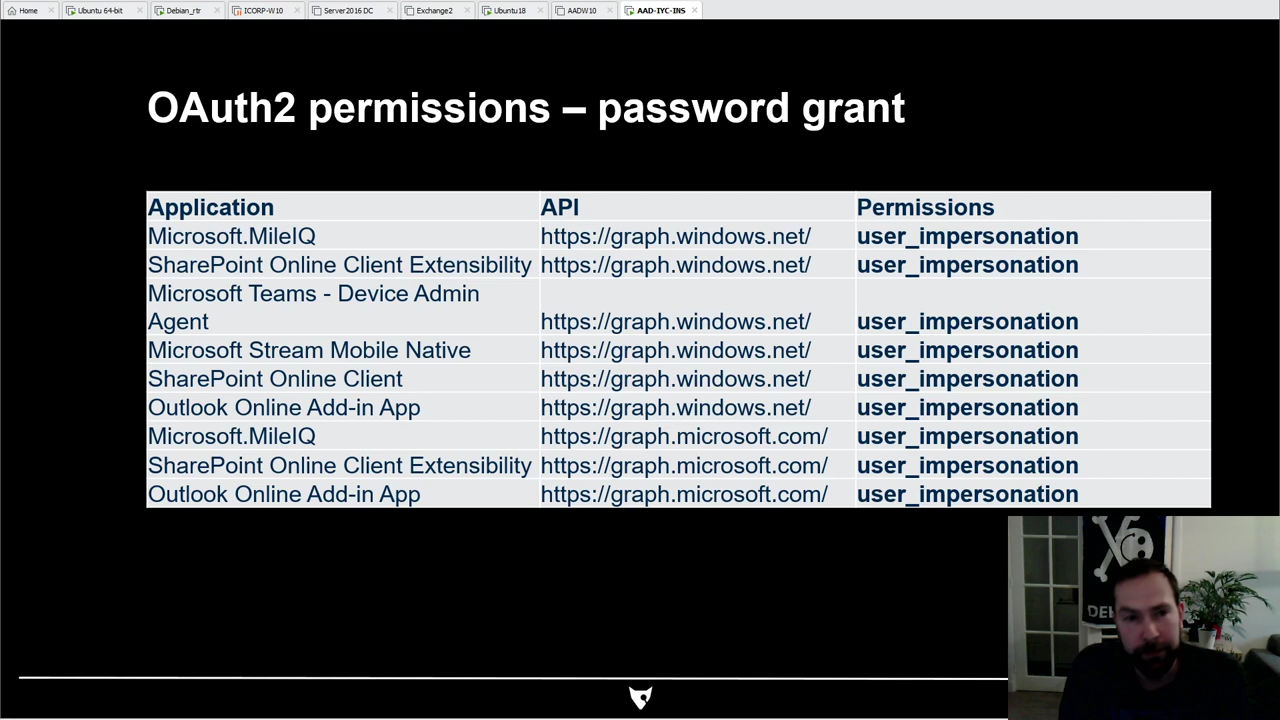 Home
Ubuntu 64-bit
Debian_rtr
ICORP-W10
Server2016 DC
Exchange2
Ubuntu18
AADW10
AAD-IYC-INS
OAuth2 permissions – password grant
Application API Permissions
Microsoft.MileIQ https://graph.windows.net/ user_impersonation
SharePoint Online Client Extensibility https://graph.windows.net/ user_impersonation
Microsoft Teams - Device Admin
Agent https://graph.windows.net/ user_impersonation
Microsoft Stream Mobile Native https://graph.windows.net/ user_impersonation
SharePoint Online Client https://graph.windows.net/ user_impersonation
Outlook Online Add-in App https://graph.windows.net/ user_impersonation
Microsoft.MileIQ https://graph.microsoft.com/ user_impersonation
SharePoint Online Client Extensibility https://graph.microsoft.com/ user_impersonation
Outlook Online Add-in App https://graph.microsoft.com/ user_impersonation